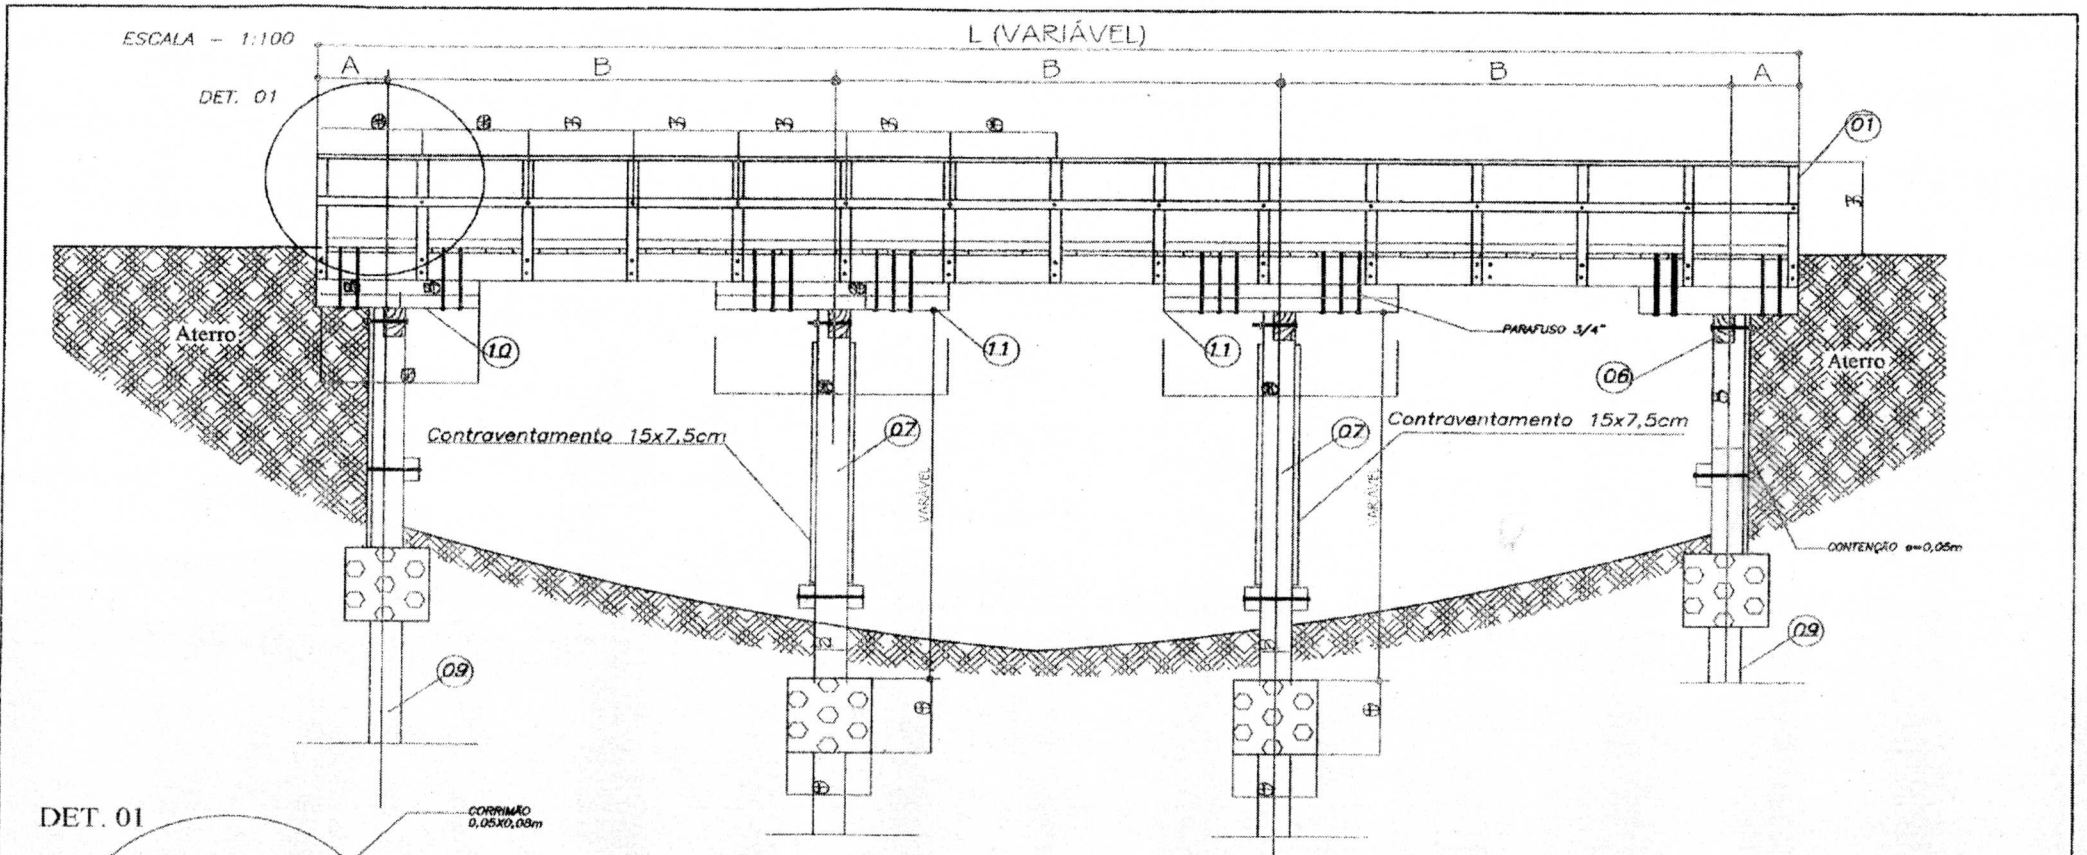 ESCALA - 1:100
L (VARIÁVEL)
A
B
B
B
A
DET. 01
01
Aterro
10
11
11
PARAFUSO 3/4"
06
Aterro
Contraventamento 15x7,5cm
07
07
Contraventamento 15x7,5cm
VARIÁVEL
VARIÁVEL
CONTENÇÃO e=0,05m
09
09
DET. 01
CORRIMÃO
0,05X0,08m